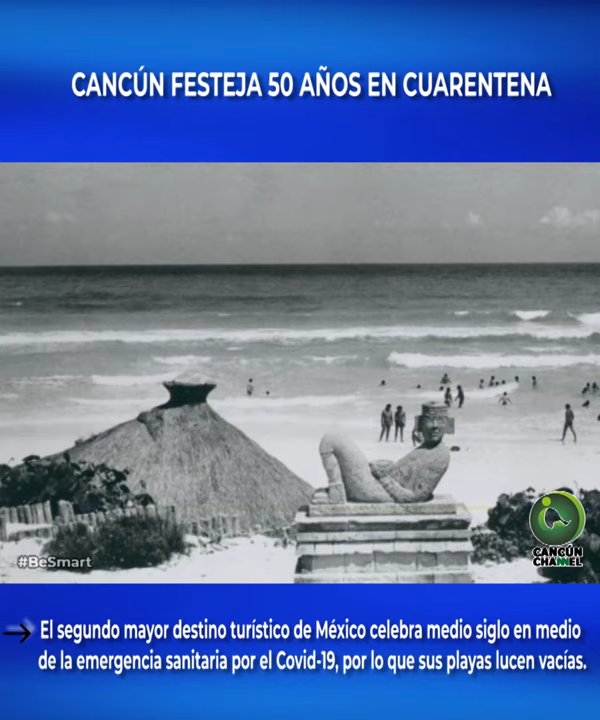 CANCÚN FESTEJA 50 AÑOS EN CUARENTENA
#BeSmart
CANCÚN
CHANNEL
El segundo mayor destino turístico de México celebra medio siglo en medio
de la emergencia sanitaria por el Covid-19, por lo que sus playas lucen vacías.